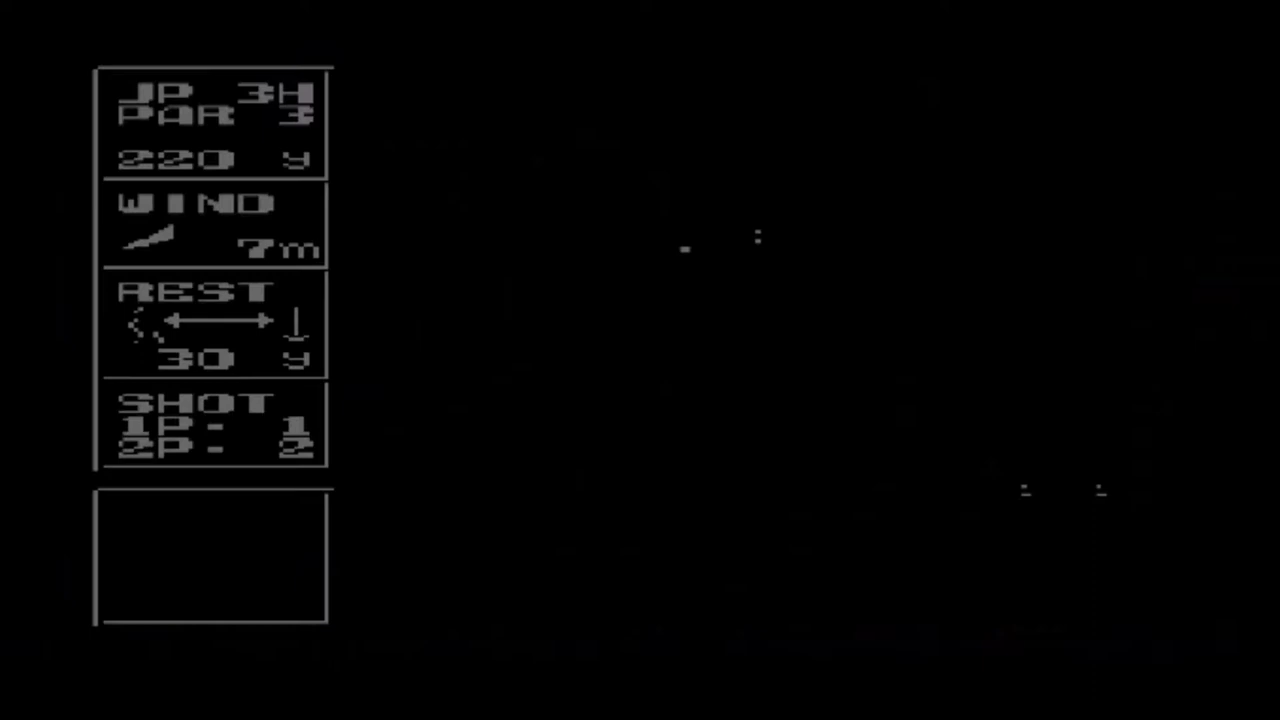 JP 3H
PAR 3
220 y
WIND
7m
REST
30 y
SHOT
1P- 1
2P- 2